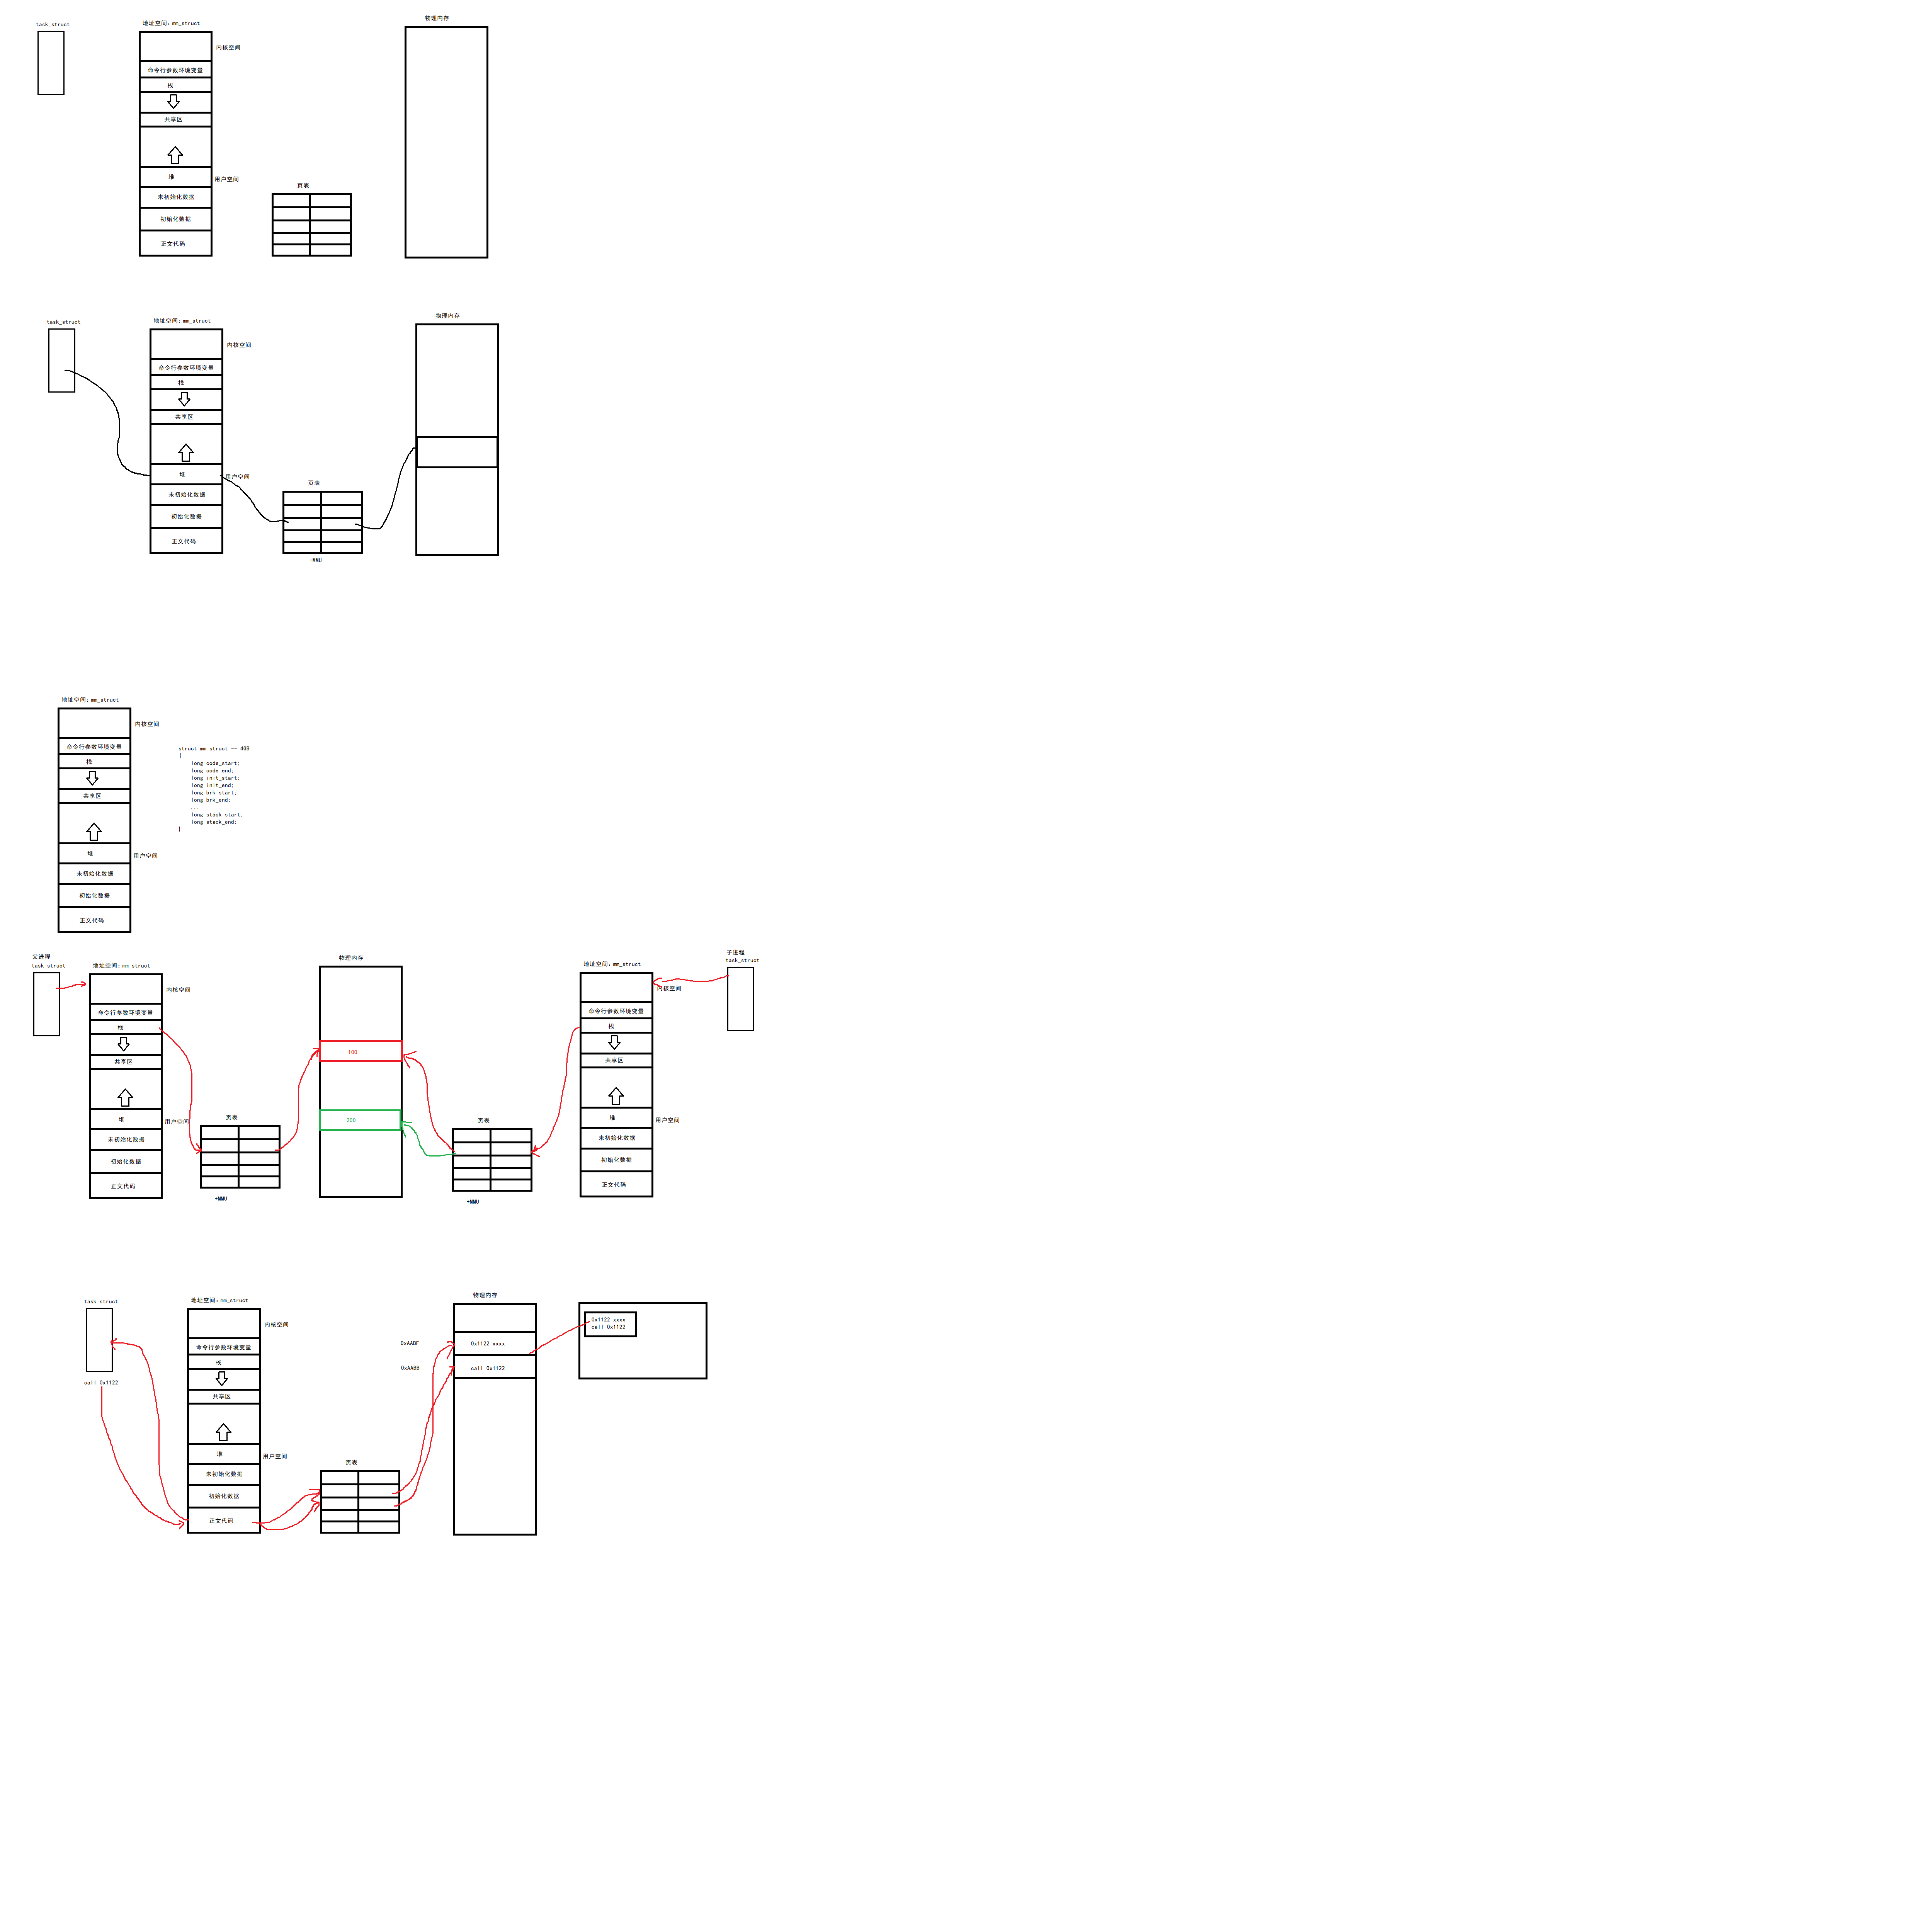 task_struct
地址空间:mm_struct
物理内存
内核空间
命令行参数环境变量
栈
共享区
堆
用户空间
未初始化数据
页表
初始化数据
正文代码
task_struct
地址空间:mm_struct
物理内存
内核空间
命令行参数环境变量
栈
共享区
堆
用户空间
页表
未初始化数据
初始化数据
正文代码
+MMU
地址空间:mm_struct
内核空间
命令行参数环境变量
栈
共享区
堆
用户空间
未初始化数据
初始化数据
正文代码
struct mm_struct -- 4GB
{
long code_start;
long code_end;
long init_start;
long init_end;
long brk_start;
long brk_end;
...
long stack_start;
long stack_end;
}
父进程
task_struct
地址空间:mm_struct
内核空间
命令行参数环境变量
栈
共享区
堆
用户空间
未初始化数据
初始化数据
正文代码
页表
+MMU
物理内存
100
200
页表
+MMU
子进程
task_struct
地址空间:mm_struct
内核空间
命令行参数环境变量
栈
共享区
堆
用户空间
未初始化数据
初始化数据
正文代码
task_struct
call 0x1122
地址空间:mm_struct
内核空间
命令行参数环境变量
栈
共享区
堆
用户空间
未初始化数据
初始化数据
正文代码
页表
物理内存
0xAABF
0x1122 xxxx
0xAABB
call 0x1122
0x1122 xxxx
call 0x1122